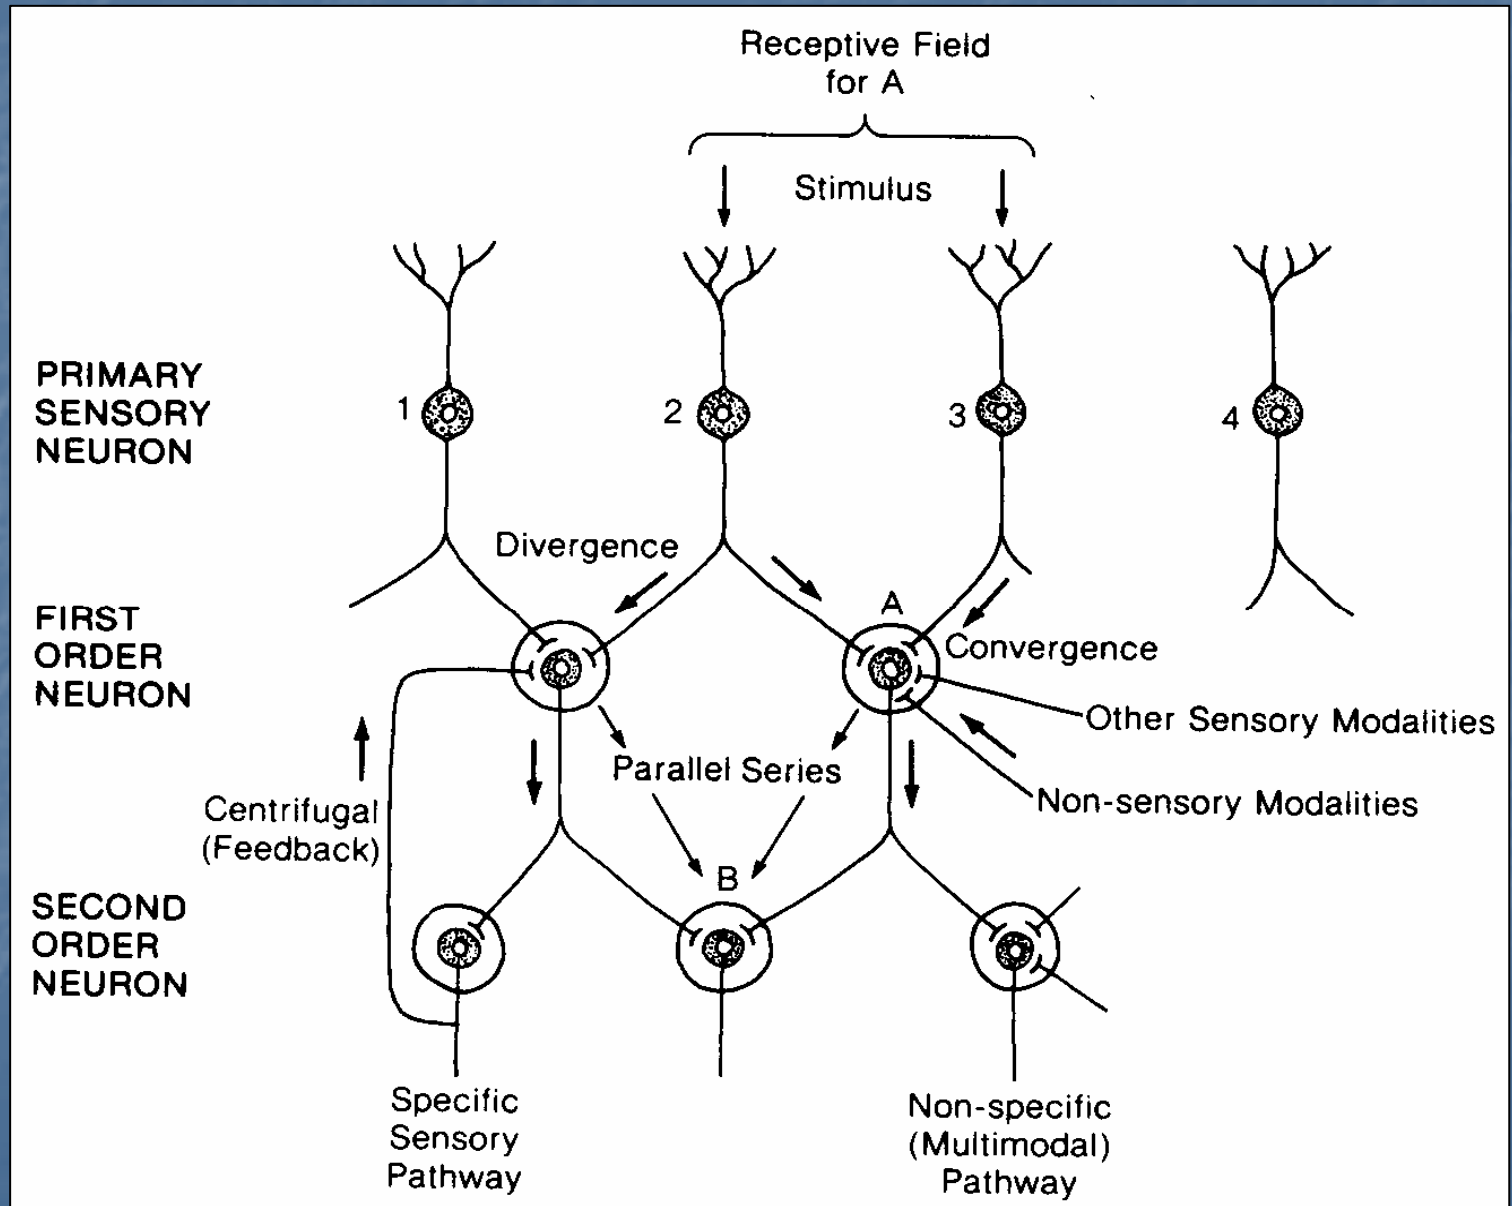 Receptive Field
for A
Stimulus
PRIMARY
SENSORY
NEURON
1
2
3
4
Divergence
FIRST
ORDER
NEURON
A
Convergence
Other Sensory Modalities
Parallel Series
Non-sensory Modalities
Centrifugal
(Feedback)
B
SECOND
ORDER
NEURON
Specific
Sensory
Pathway
Non-specific
(Multimodal)
Pathway